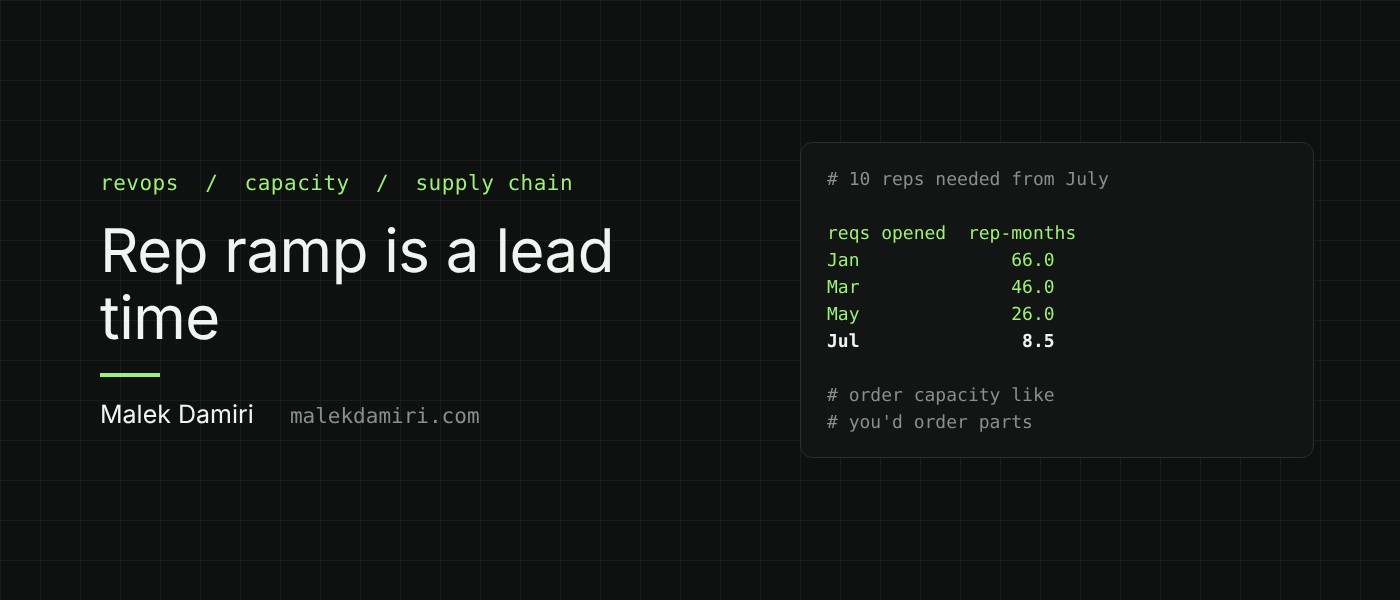 revops / capacity / supply chain
Rep ramp is a lead
time
Malek Damiri malekdamiri.com
# 10 reps needed from July
reqs opened rep-months
Jan 66.0
Mar 46.0
May 26.0
Jul 8.5
# order capacity like
# you'd order parts